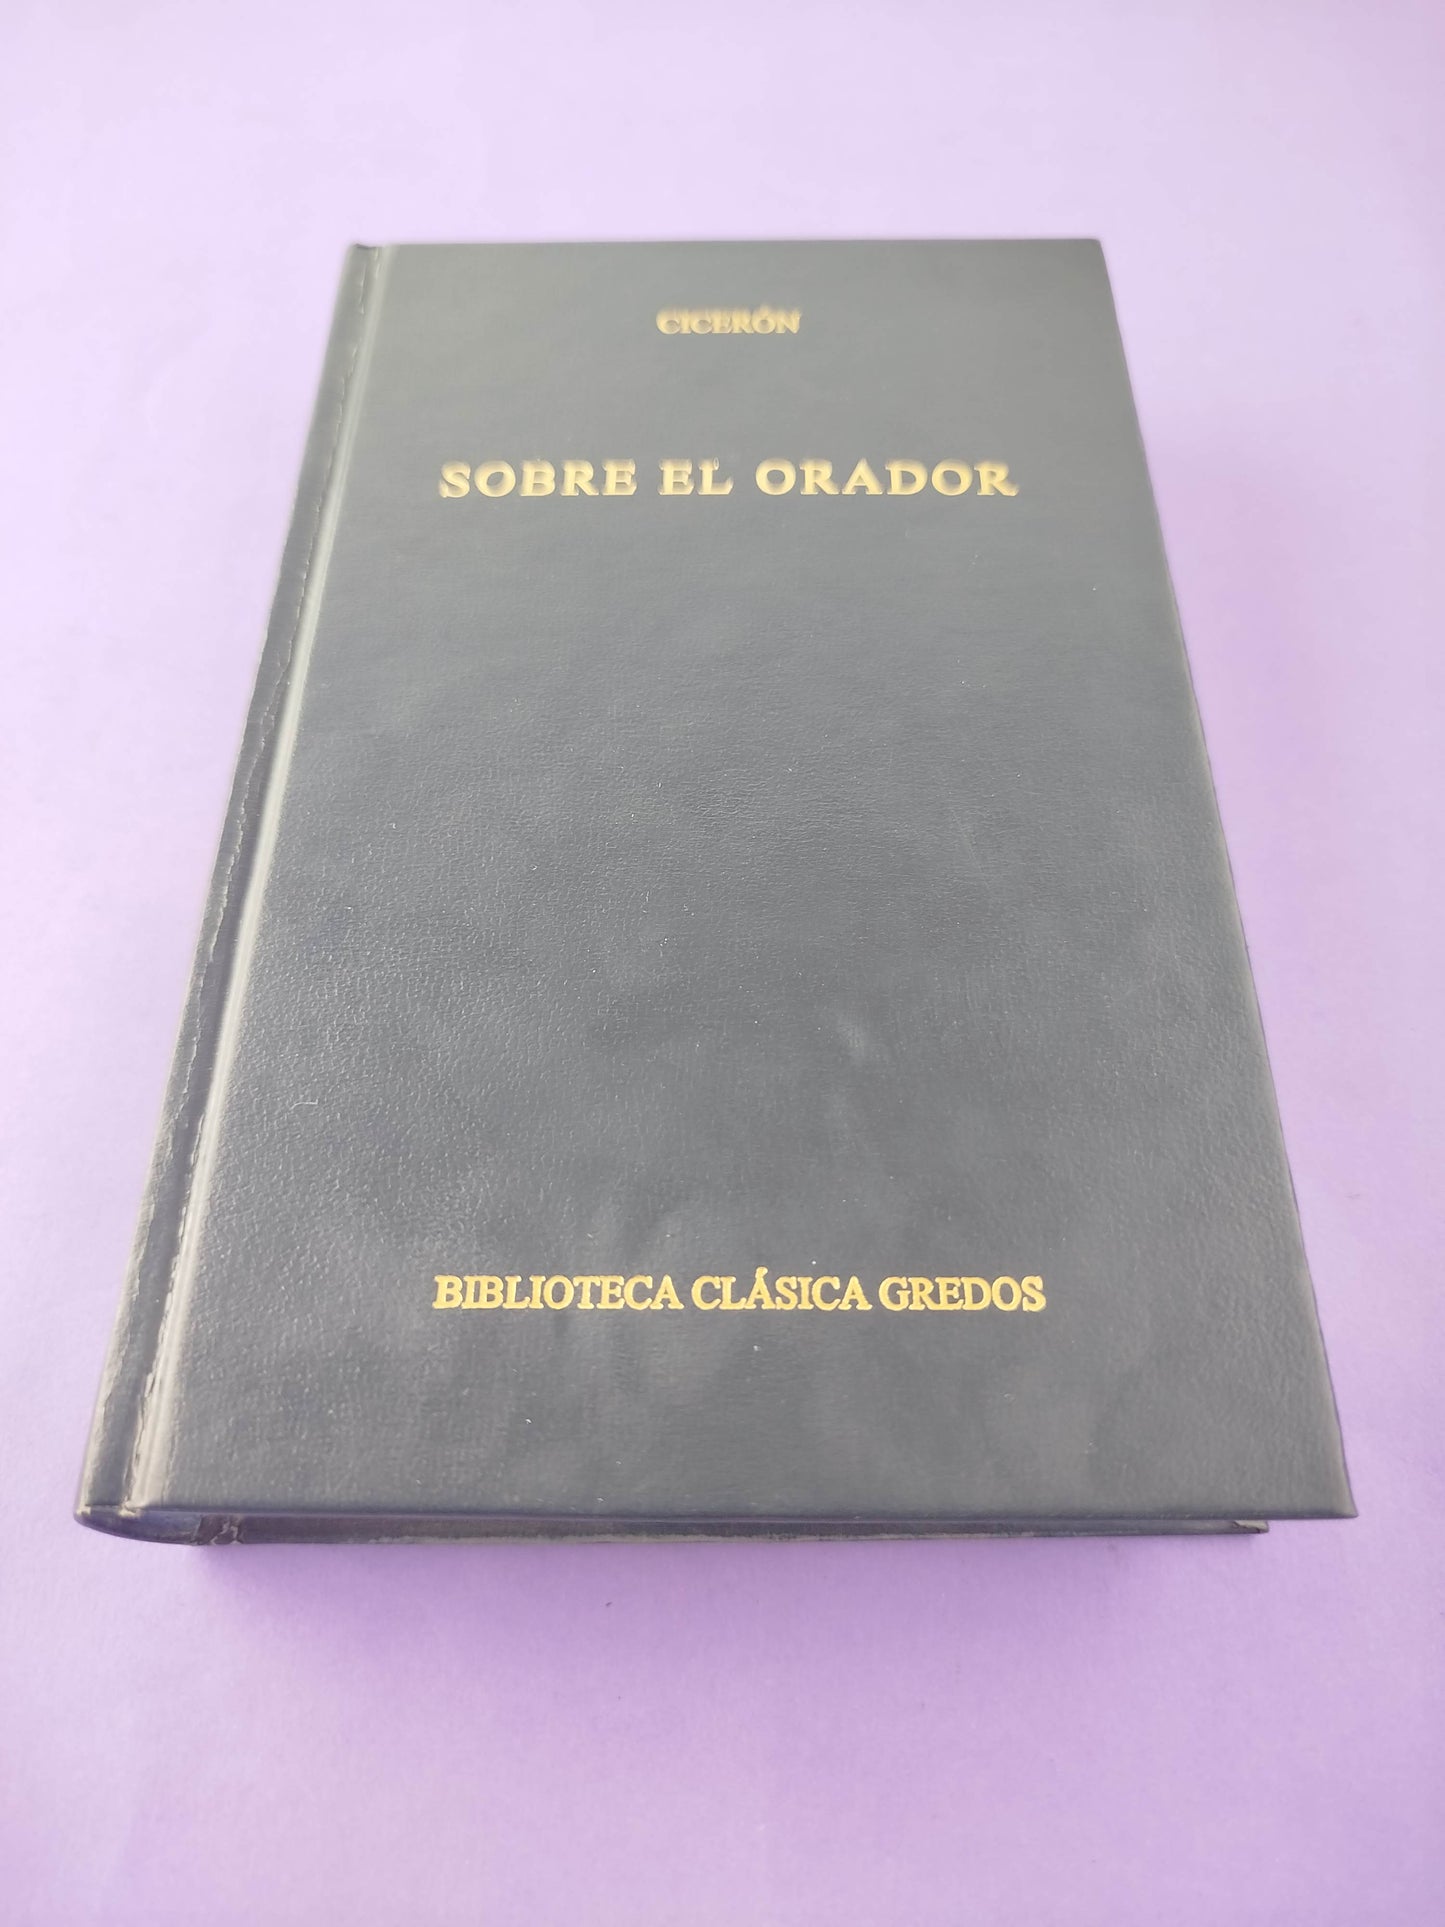 CICERÓN
SOBRE EL ORADOR
BIBLIOTECA CLÁSICA GREDOS